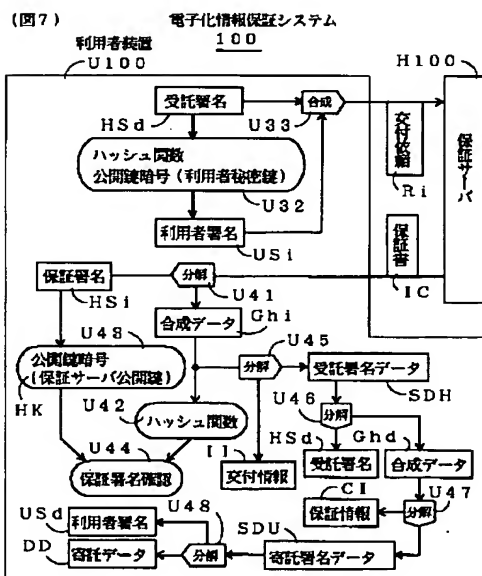 (図7)
電子化情報保証システム
100
利用者装置
U100
H100
受託署名
HSd
合成
U33
ハッシュ関数
公開鍵暗号(利用者秘密鍵)
U32
利用者署名
USi
交付依頼
Ri
保証サーバ
保証書
IC
保証署名
HSi
分解
U41
合成データ
Ghi
U43
公開鍵暗号
(保証サーバ公開鍵)
HK
U42
ハッシュ関数
U45
分解
受託署名データ
SDH
U46
分解
HSd
受託署名
Ghd
合成データ
U44
保証署名確認
II
交付情報
CI
保証情報
分解
U47
USd
利用者署名
U48
DD
寄託データ
分解
SDU
寄託署名データ